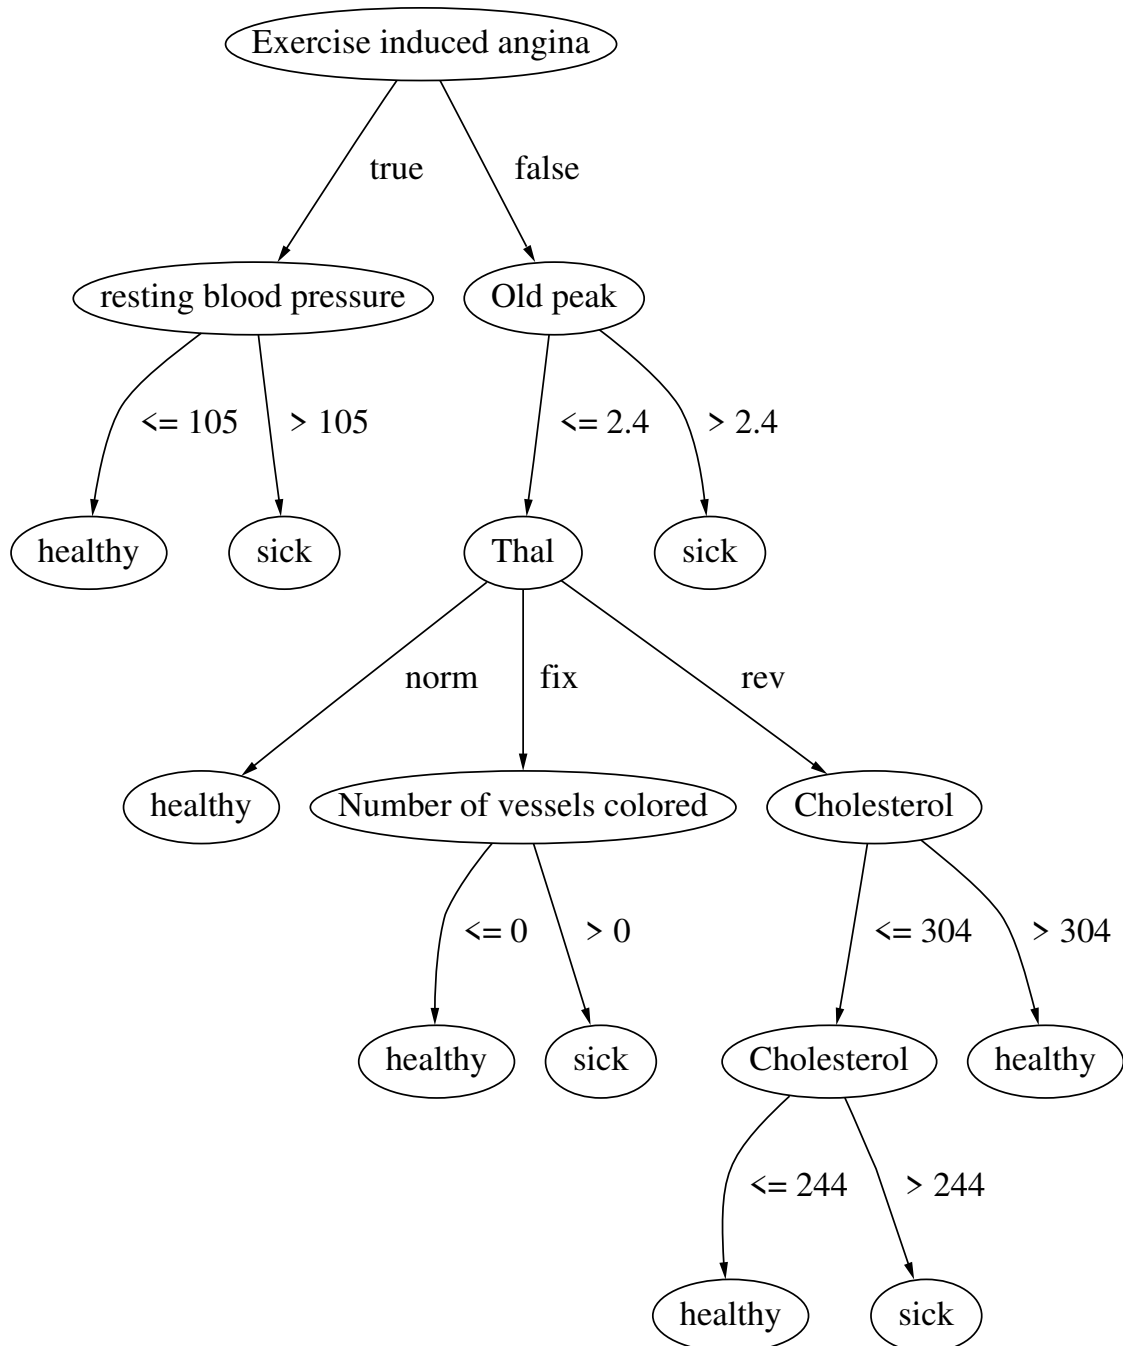 Exercise induced angina
true
false
resting blood pressure
Old peak
<= 105
> 105
<= 2.4
> 2.4
healthy
sick
Thal
sick
norm
fix
rev
healthy
Number of vessels colored
Cholesterol
<= 0
> 0
<= 304
> 304
healthy
sick
Cholesterol
healthy
<= 244
> 244
healthy
sick